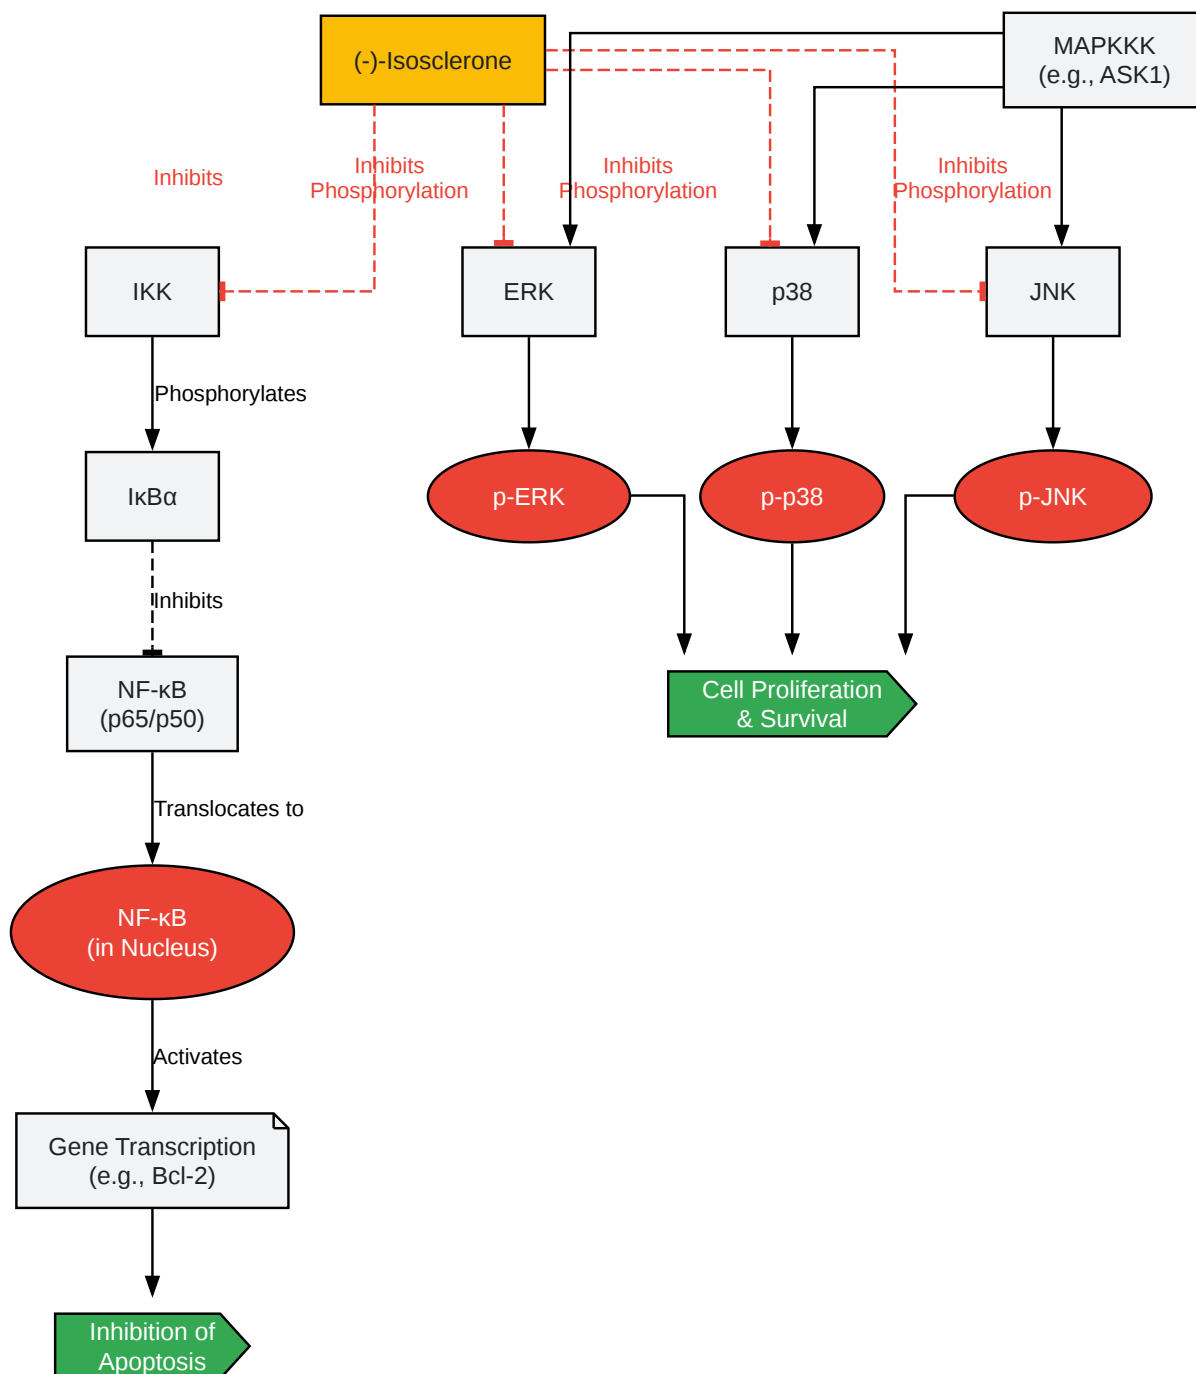 (-)-Isosclerone
MAPKKK
(e.g., ASK1)
Inhibits
Inhibits
Phosphorylation
Inhibits
Phosphorylation
Inhibits
Phosphorylation
IKK
ERK
p38
JNK
Phosphorylates
IκBα
p-ERK
p-p38
p-JNK
Inhibits
NF-κB
(p65/p50)
Cell Proliferation
& Survival
Translocates to
NF-κB
(in Nucleus)
Activates
Gene Transcription
(e.g., Bcl-2)
Inhibition of
Apoptosis